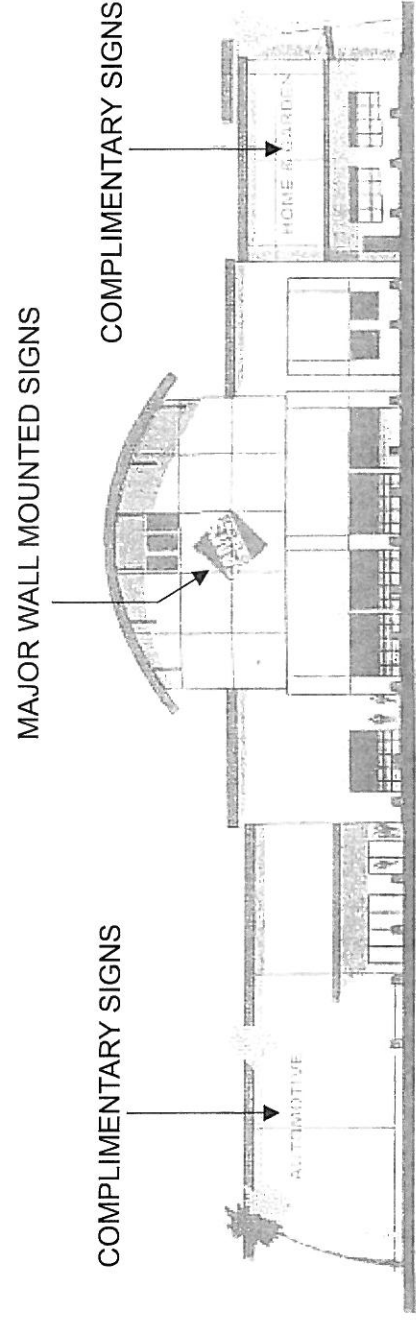 MAJOR WALL MOUNTED SIGNS
COMPLIMENTARY SIGNS
COMPLIMENTARY SIGNS
AUTOMOTIVE
HOME & GARDEN